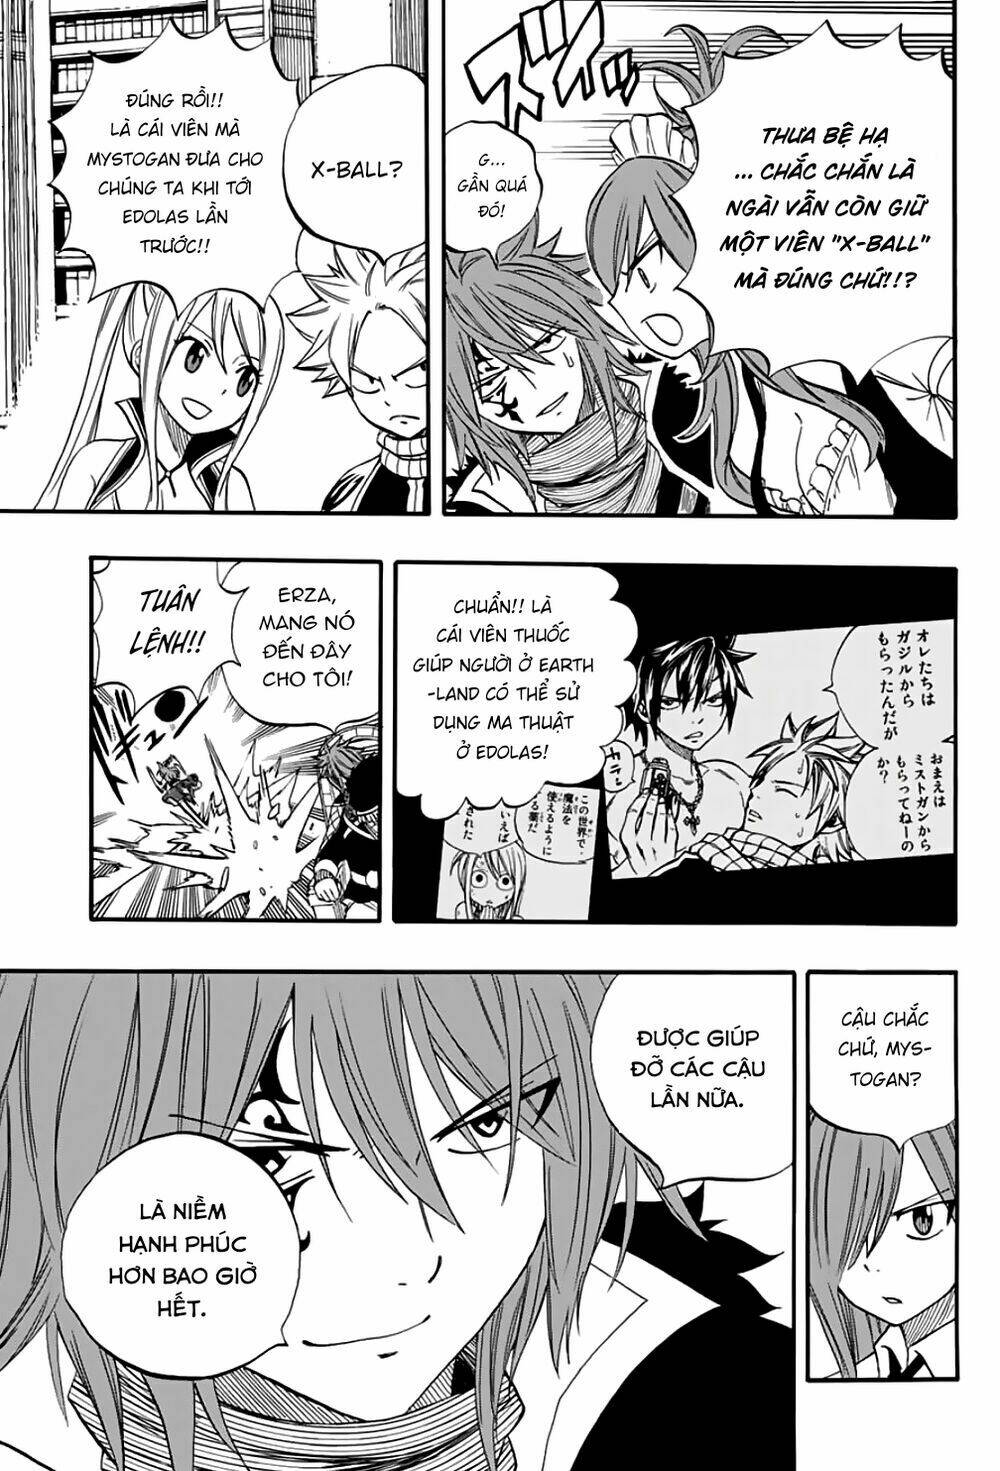 THƯA BỆ HẠ
... CHẮC CHẮN LÀ
NGÀI VẪN CÒN GIỮ
MỘT VIÊN "X-BALL"
MÀ ĐÚNG CHỨ!!?
G...
GẦN QUÁ
ĐÓ!
X-BALL?
ĐÚNG RỒI!!
LÀ CÁI VIÊN MÀ
MYSTOGAN ĐƯA CHO
CHÚNG TA KHI TỚI
EDOLAS LẦN
TRƯỚC!!
オレたちは
ガジルから
もらったんだが
おまえは
ミストガンから
もらってねーの
か?
この世界で
魔法を
使えるように
る薬だ
いえば
された
CHUẨN!! LÀ
CÁI VIÊN THUỐC
GIÚP NGƯỜI Ở EARTH
-LAND CÓ THỂ SỬ
DỤNG MA THUẬT
Ở EDOLAS!
ERZA,
MANG NÓ
ĐẾN ĐÂY
CHO TÔI!
TUÂN
LỆNH!!
CẬU CHẮC
CHỨ, MYS-
TOGAN?
ĐƯỢC GIÚP
ĐỠ CÁC CẬU
LẦN NỮA.
LÀ NIỀM
HẠNH PHÚC
HƠN BAO GIỜ
HẾT.